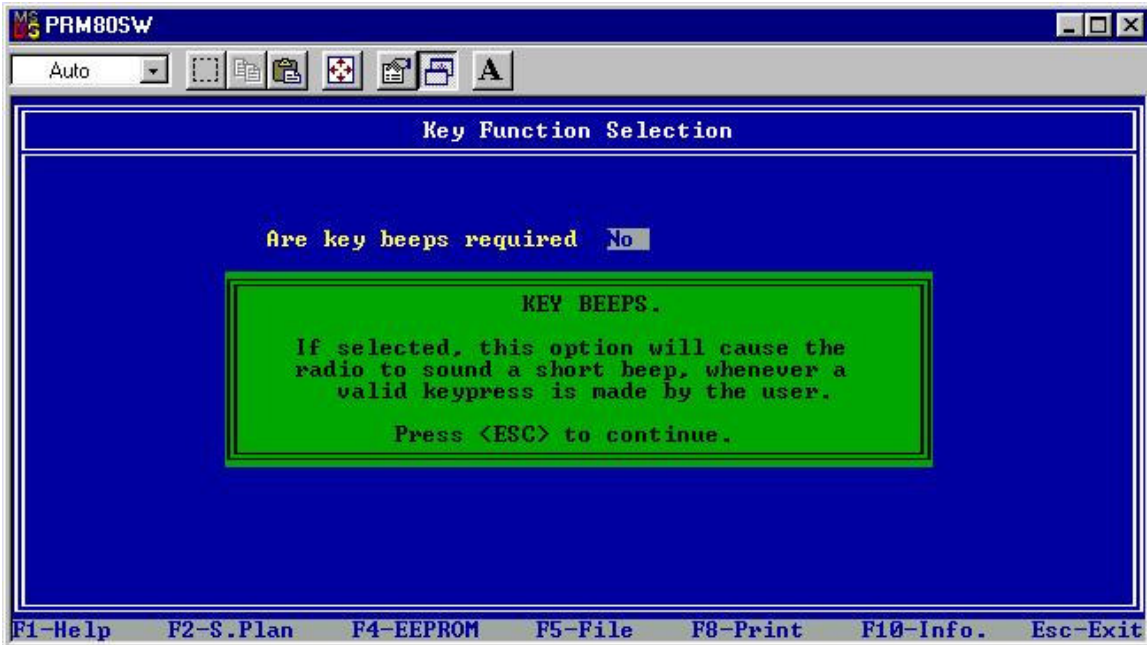 PRM80SW
Auto
A
Key Function Selection
Are key beeps required No
KEY BEEPS.
If selected, this option will cause the
radio to sound a short beep, whenever a
valid keypress is made by the user.
Press <ESC> to continue.
F1-Help F2-S.Plan F4-EEPROM F5-File F8-Print F10-Info. Esc-Exit